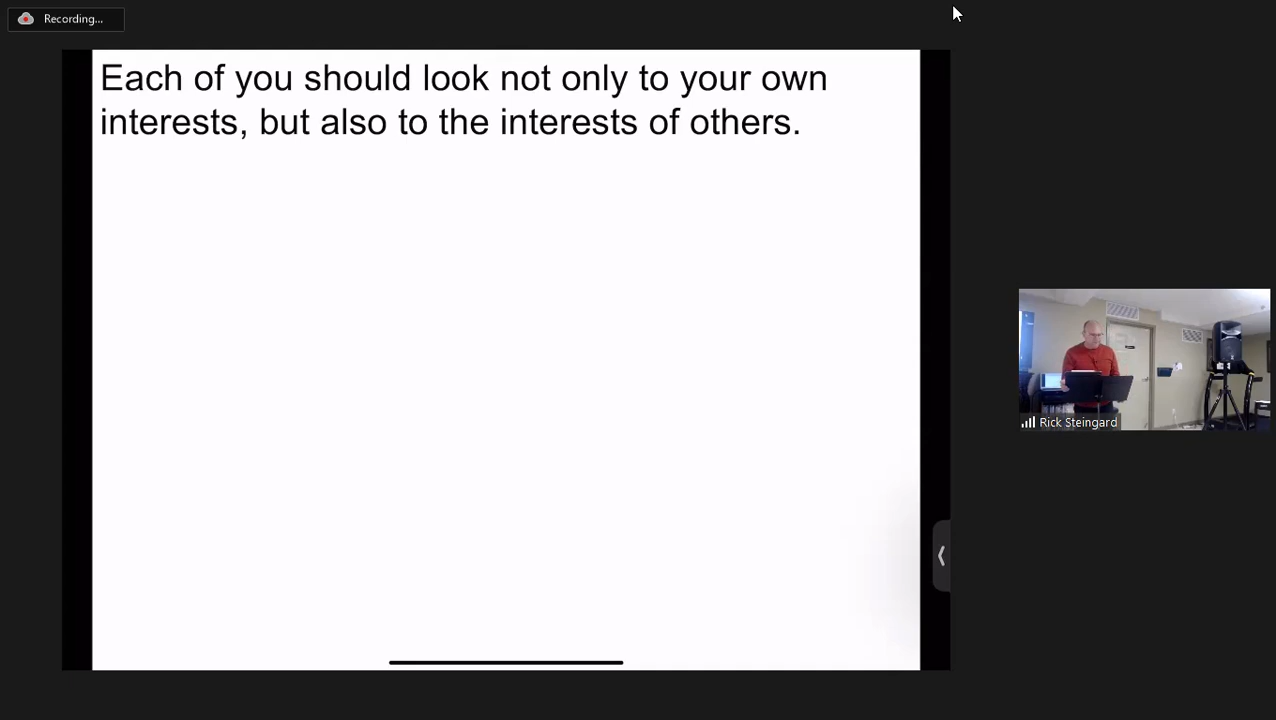 Recording...
Each of you should look not only to your own
interests, but also to the interests of others.
Rick Steingard